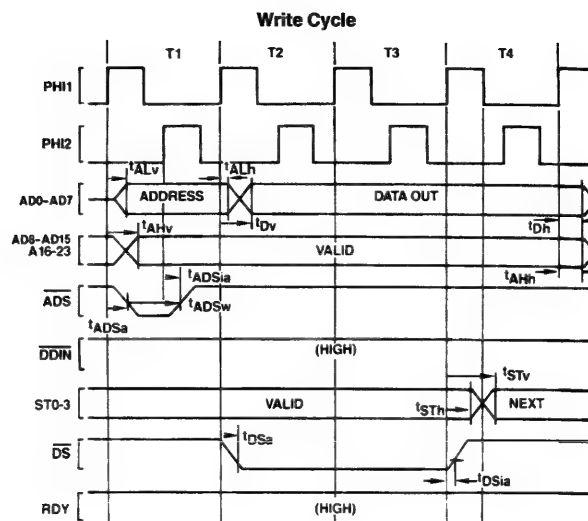 Write Cycle
T1 T2 T3 T4
PHI1
PHI2
tALv tALh
AD0–AD7 ADDRESS DATA OUT
tDv tDh
AD8–AD15
A16-23
tAHv VALID
tADSia tAHh
ADS
tADSw
tADSa
DDIN (HIGH)
tSTv
ST0-3 VALID tSTh NEXT
DS tDSa
tDSia
RDY (HIGH)